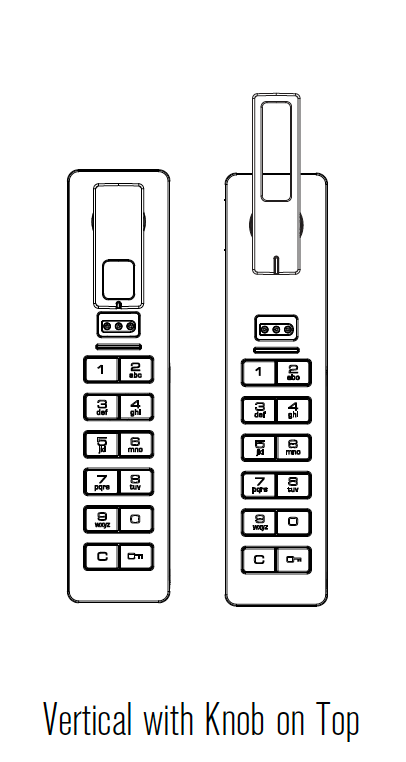 1 2
abc
3 4
def ghi
5 6
jkl mno
7 8
pqrs tuv
9 0
wxyz
C
1 2
abc
3 4
def ghi
5 6
jkl mno
7 8
pqrs tuv
9 0
wxyz
C
Vertical with Knob on Top